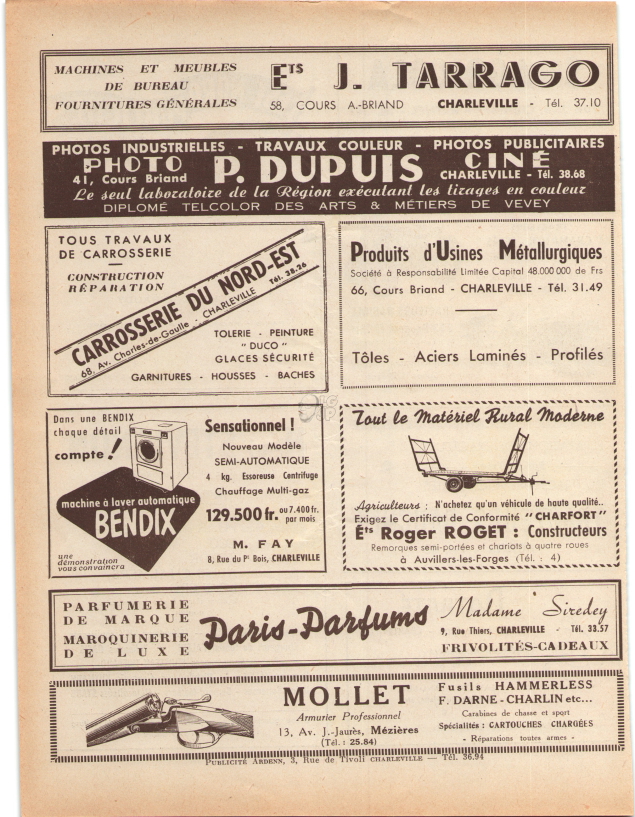 MACHINES ET MEUBLES
DE BUREAU
FOURNITURES GÉNÉRALES
Ets J. TARRAGO
58, COURS A.-BRIAND CHARLEVILLE - Tél. 37.10
PHOTOS INDUSTRIELLES - TRAVAUX COULEUR - PHOTOS PUBLICITAIRES
PHOTO P. DUPUIS CINÉ
41, Cours Briand CHARLEVILLE - Tél. 38.68
Le seul laboratoire de la Région exécutant les tirages en couleur
DIPLOMÉ TELCOLOR DES ARTS & MÉTIERS DE VEVEY
TOUS TRAVAUX
DE CARROSSERIE
CONSTRUCTION
RÉPARATION
CARROSSERIE DU NORD-EST
68, Av. Charles-de-Gaulle - CHARLEVILLE Tél. 38.26
TOLERIE - PEINTURE
"DUCO"
GLACES SÉCURITÉ
GARNITURES - HOUSSES - BACHES
Produits d'Usines Métallurgiques
Société à Responsabilité Limitée Capital 48.000 000 de Frs
66, Cours Briand - CHARLEVILLE - Tél. 31.49
Tôles - Aciers Laminés - Profilés
Dans une BENDIX
chaque détail
compte !
machine à laver automatique
BENDIX
une
démonstration
vous convaincra
Sensationnel !
Nouveau Modèle
SEMI-AUTOMATIQUE
4 kg. Essoreuse Centrifuge
Chauffage Multi-gaz
129.500 fr. ou 7.400 fr.
par mois
M. FAY
8, Rue du Pt Bois, CHARLEVILLE
Tout le Matériel Rural Moderne
Agriculteurs : N'achetez qu'un véhicule de haute qualité..
Exigez le Certificat de Conformité "CHARFORT"
Éts Roger ROGET : Constructeurs
Remorques semi-portées et chariots à quatre roues
à Auvillers-les-Forges (Tél. : 4)
PARFUMERIE
DE MARQUE
MAROQUINERIE
DE LUXE
Paris-Parfums
Madame Siredey
9, Rue Thiers, CHARLEVILLE - Tél. 33.57
FRIVOLITÉS-CADEAUX
MOLLET
Armurier Professionnel
13, Av. J.-Jaurès, Mézières
(Tél. : 25.84)
Fusils HAMMERLESS
F. DARNE - CHARLIN etc...
Carabines de chasse et sport
Spécialités : CARTOUCHES CHARGÉES
- Réparations toutes armes -
PUBLICITÉ ARDENN, 3, Rue de Tivoli CHARLEVILLE — Tél. 36.94